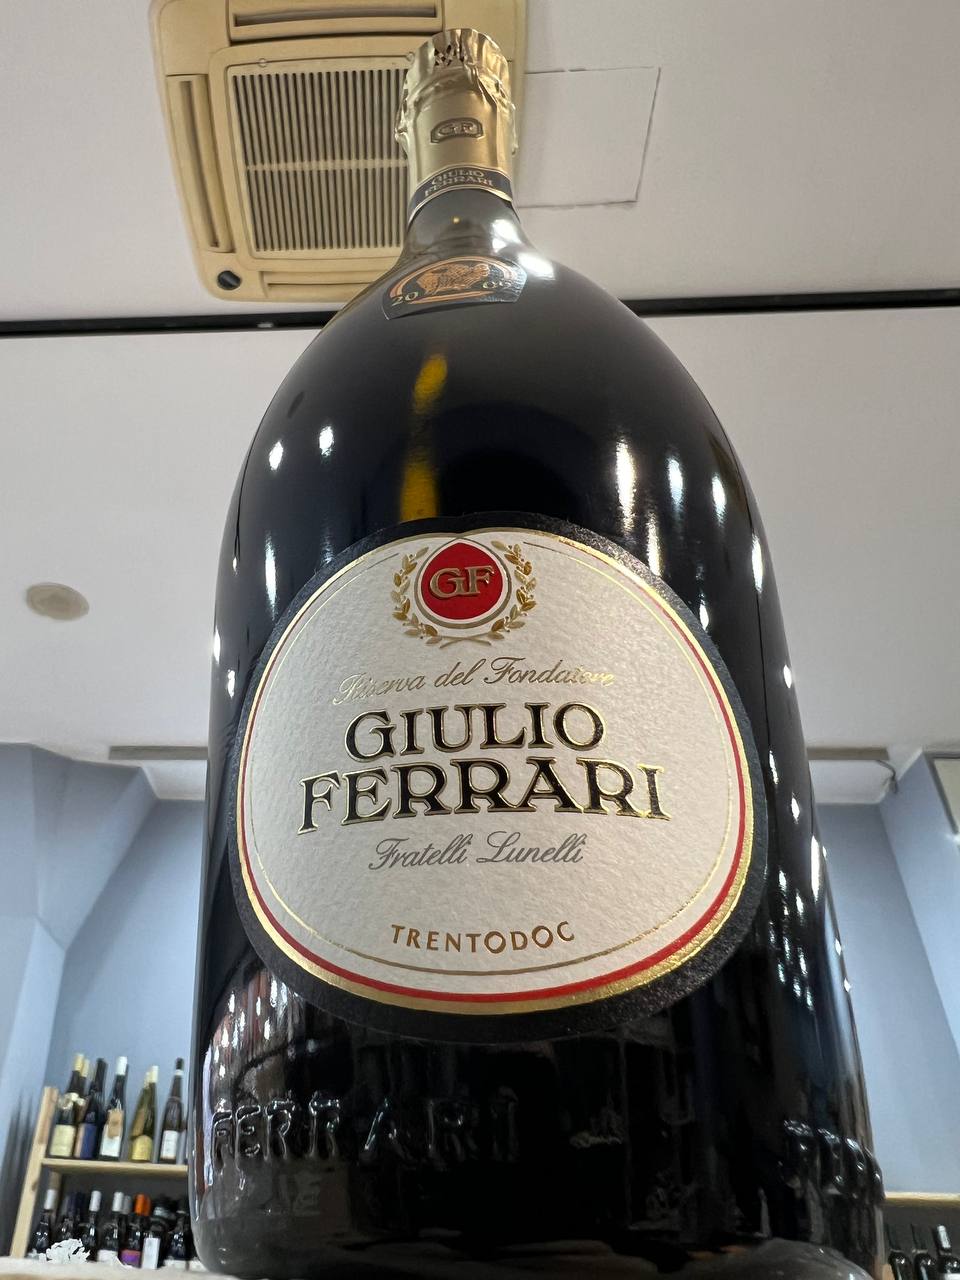 GF
GIULIO
FERRARI
GF
Riserva del Fondatore
GIULIO
FERRARI
Fratelli Lunelli
TRENTODOC
FERRARI